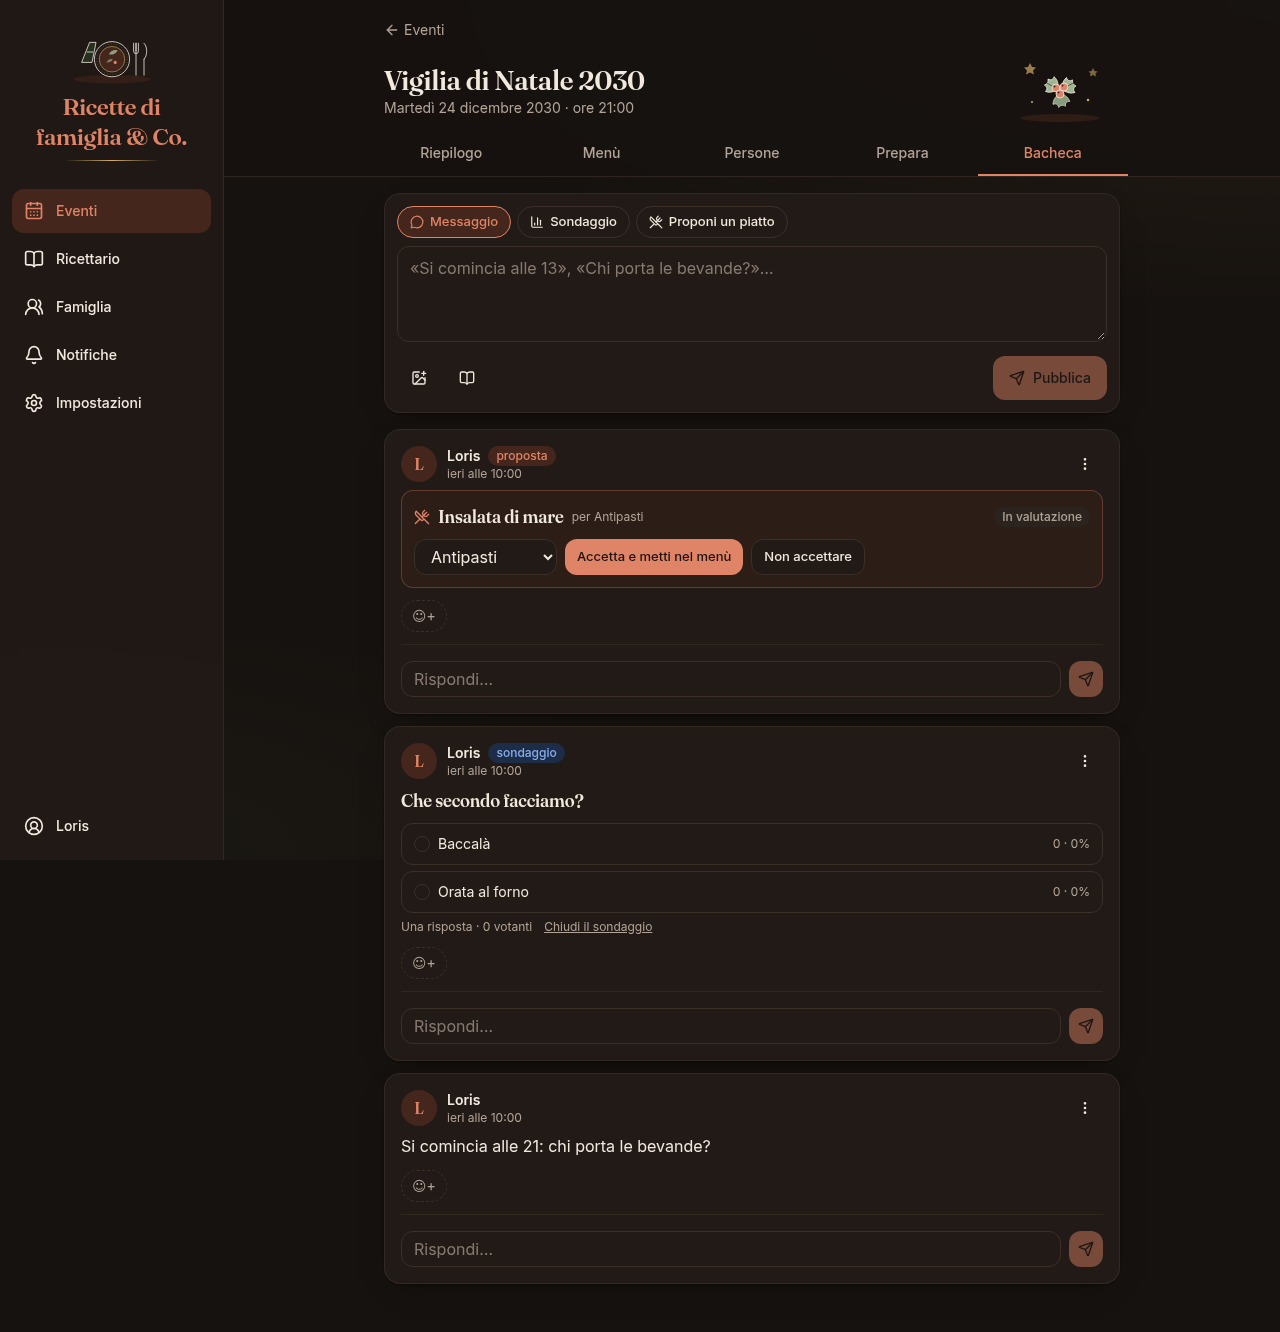 Ricette di
famiglia & Co.
Eventi
Ricettario
Famiglia
Notifiche
Impostazioni
Loris
Eventi
Vigilia di Natale 2030
Martedì 24 dicembre 2030 · ore 21:00
Riepilogo Menù Persone Prepara Bacheca
Messaggio Sondaggio Proponi un piatto
«Si comincia alle 13», «Chi porta le bevande?»…
Pubblica
L Loris proposta
ieri alle 10:00
Insalata di mare per Antipasti In valutazione
Antipasti Accetta e metti nel menù Non accettare
+
Rispondi…
L Loris sondaggio
ieri alle 10:00
Che secondo facciamo?
Baccalà 0 · 0%
Orata al forno 0 · 0%
Una risposta · 0 votanti Chiudi il sondaggio
+
Rispondi…
L Loris
ieri alle 10:00
Si comincia alle 21: chi porta le bevande?
+
Rispondi…